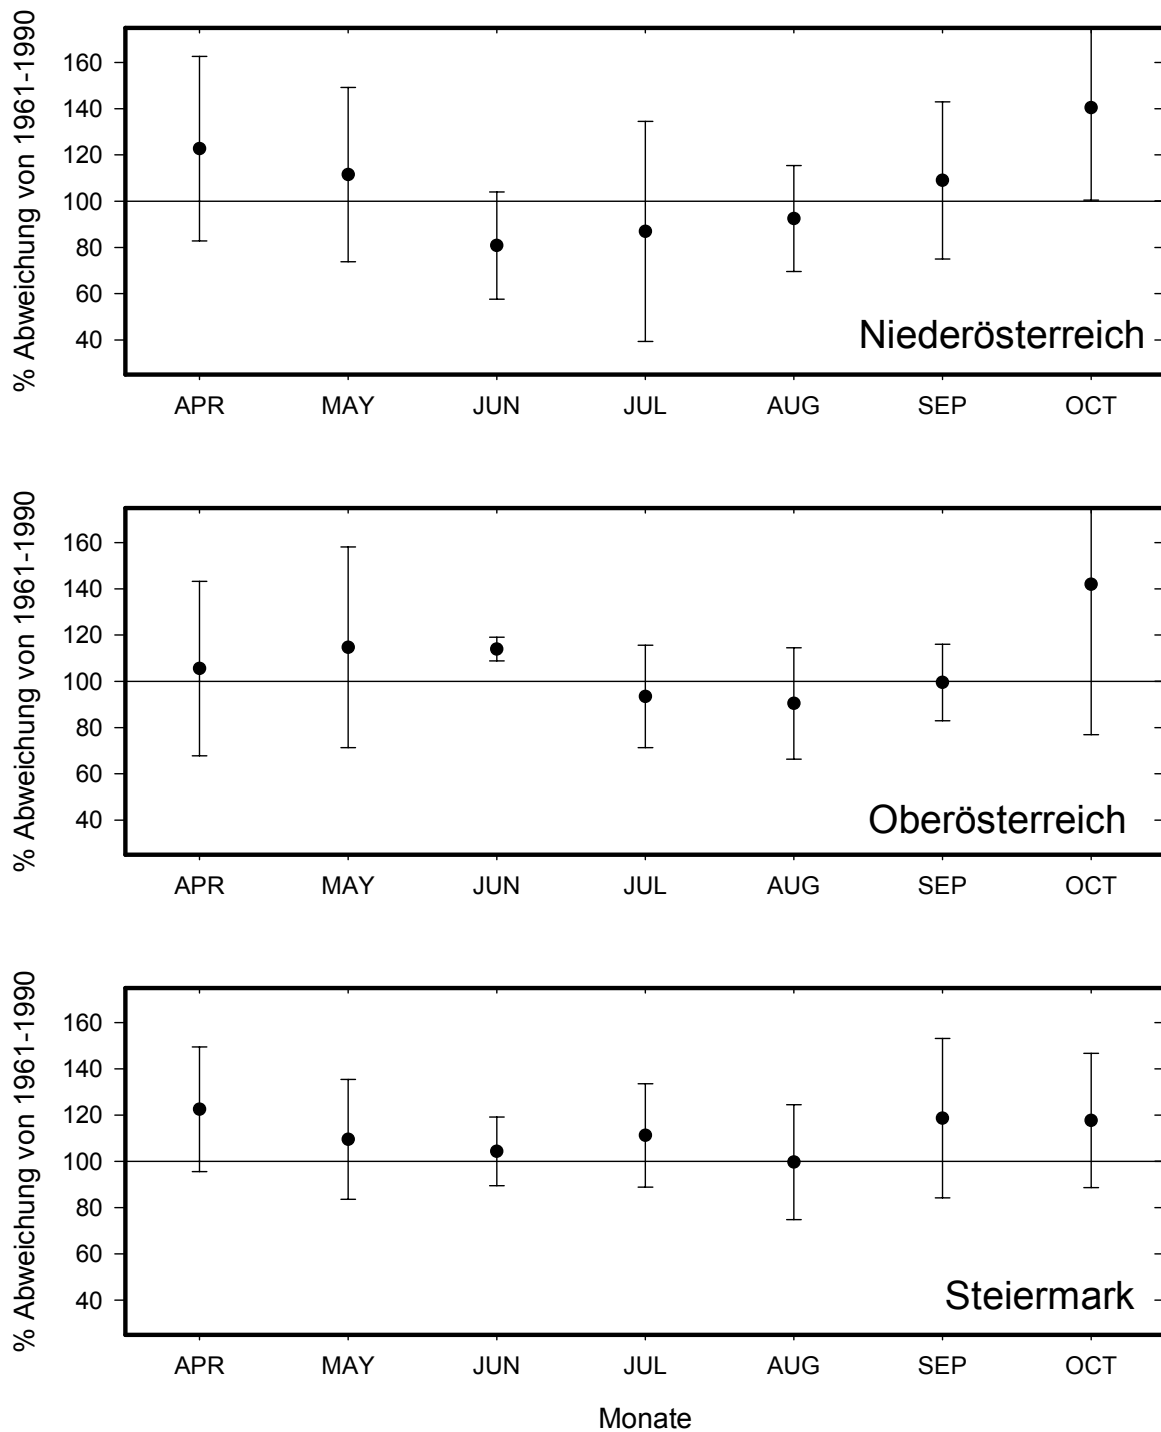 % Abweichung von 1961-1990
160
140
120
100
80
60
40
Niederösterreich
APR MAY JUN JUL AUG SEP OCT
% Abweichung von 1961-1990
160
140
120
100
80
60
40
Oberösterreich
APR MAY JUN JUL AUG SEP OCT
% Abweichung von 1961-1990
160
140
120
100
80
60
40
Steiermark
APR MAY JUN JUL AUG SEP OCT
Monate